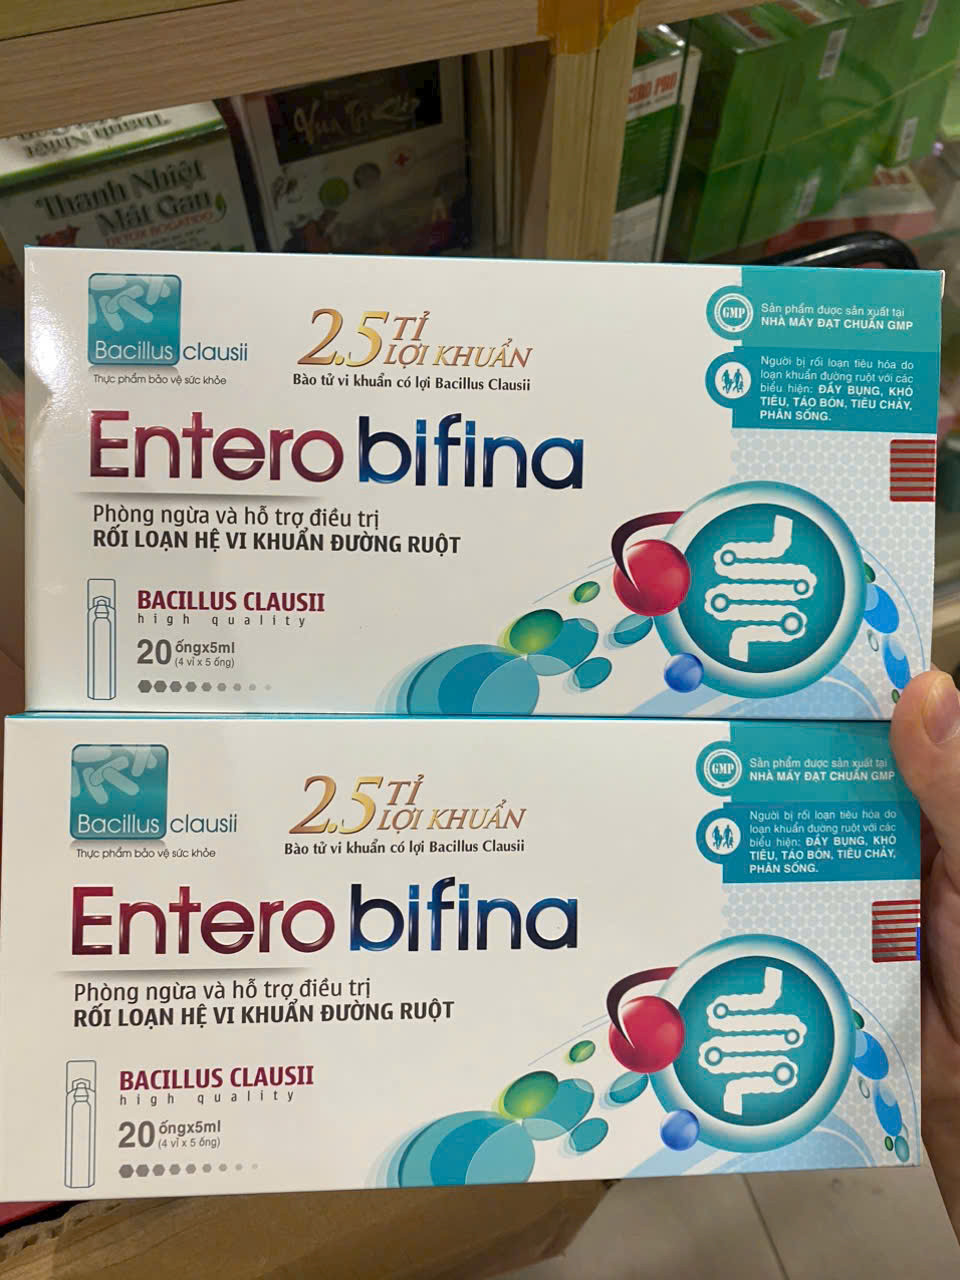 Thanh Nhiệt
Mát Gan
SIRO PRO
Bacillus clausii
Thực phẩm bảo vệ sức khỏe
2.5 TỈ
LỢI KHUẨN
Bào tử vi khuẩn có lợi Bacillus Clausii
GMP
Sản phẩm được sản xuất tại
NHÀ MÁY ĐẠT CHUẨN GMP
Người bị rối loạn tiêu hóa do
loạn khuẩn đường ruột với các
biểu hiện: ĐẦY BỤNG, KHÓ
TIÊU, TÁO BÓN, TIÊU CHẢY,
PHÂN SỐNG.
Entero bifina
Phòng ngừa và hỗ trợ điều trị
RỐI LOẠN HỆ VI KHUẨN ĐƯỜNG RUỘT
BACILLUS CLAUSII
high quality
20 ốngx5ml
(4 vỉ x 5 ống)
Bacillus clausii
Thực phẩm bảo vệ sức khỏe
2.5 TỈ
LỢI KHUẨN
Bào tử vi khuẩn có lợi Bacillus Clausii
GMP
Sản phẩm được sản xuất tại
NHÀ MÁY ĐẠT CHUẨN GMP
Người bị rối loạn tiêu hóa do
loạn khuẩn đường ruột với các
biểu hiện: ĐẦY BỤNG, KHÓ
TIÊU, TÁO BÓN, TIÊU CHẢY,
PHÂN SỐNG.
Entero bifina
Phòng ngừa và hỗ trợ điều trị
RỐI LOẠN HỆ VI KHUẨN ĐƯỜNG RUỘT
BACILLUS CLAUSII
high quality
20 ốngx5ml
(4 vỉ x 5 ống)